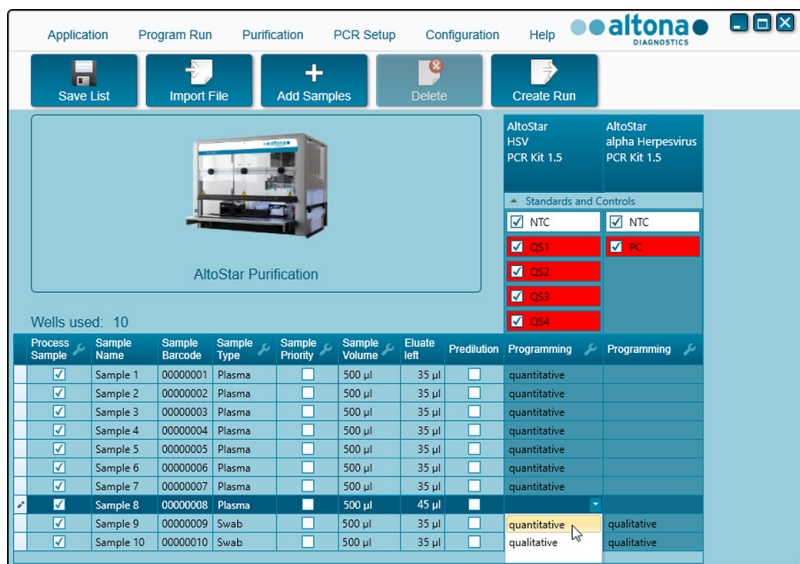 Application Program Run Purification PCR Setup Configuration Help altona
DIAGNOSTICS
Save List Import File Add Samples Delete Create Run
AltoStar AltoStar
HSV alpha Herpesvirus
PCR Kit 1.5 PCR Kit 1.5
Standards and Controls
NTC NTC
QS1 PC
QS2
QS3
QS4
AltoStar Purification
Wells used: 10
Process Sample Sample Sample Sample Sample Eluate Predilution Programming Programming
Sample Name Barcode Type Priority Volume left
Sample 1 00000001 Plasma 500 µl 35 µl quantitative
Sample 2 00000002 Plasma 500 µl 35 µl quantitative
Sample 3 00000003 Plasma 500 µl 35 µl quantitative
Sample 4 00000004 Plasma 500 µl 35 µl quantitative
Sample 5 00000005 Plasma 500 µl 35 µl quantitative
Sample 6 00000006 Plasma 500 µl 35 µl quantitative
Sample 7 00000007 Plasma 500 µl 35 µl quantitative
Sample 8 00000008 Plasma 500 µl 45 µl
Sample 9 00000009 Swab 500 µl 35 µl quantitative qualitative
Sample 10 00000010 Swab 500 µl 35 µl qualitative qualitative